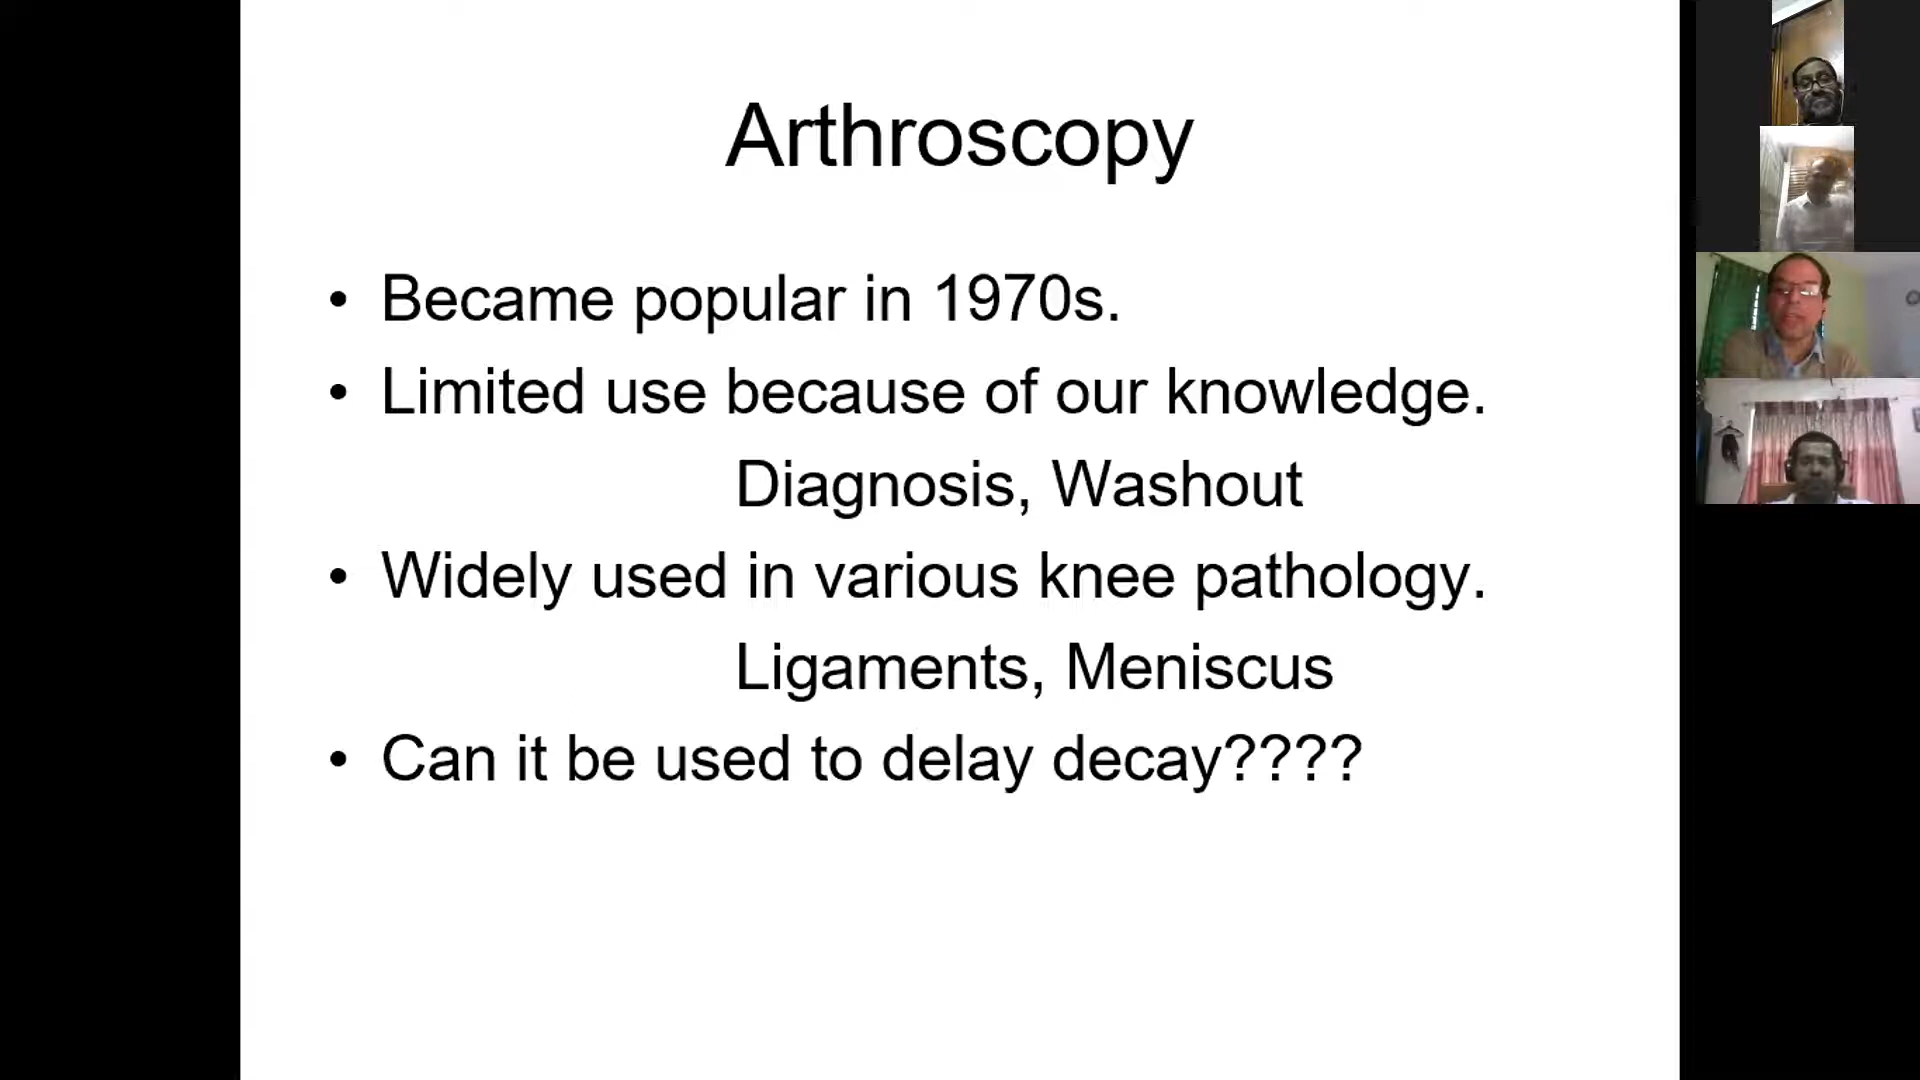 Arthroscopy
• Became popular in 1970s.
• Limited use because of our knowledge.
Diagnosis, Washout
• Widely used in various knee pathology.
Ligaments, Meniscus
• Can it be used to delay decay????